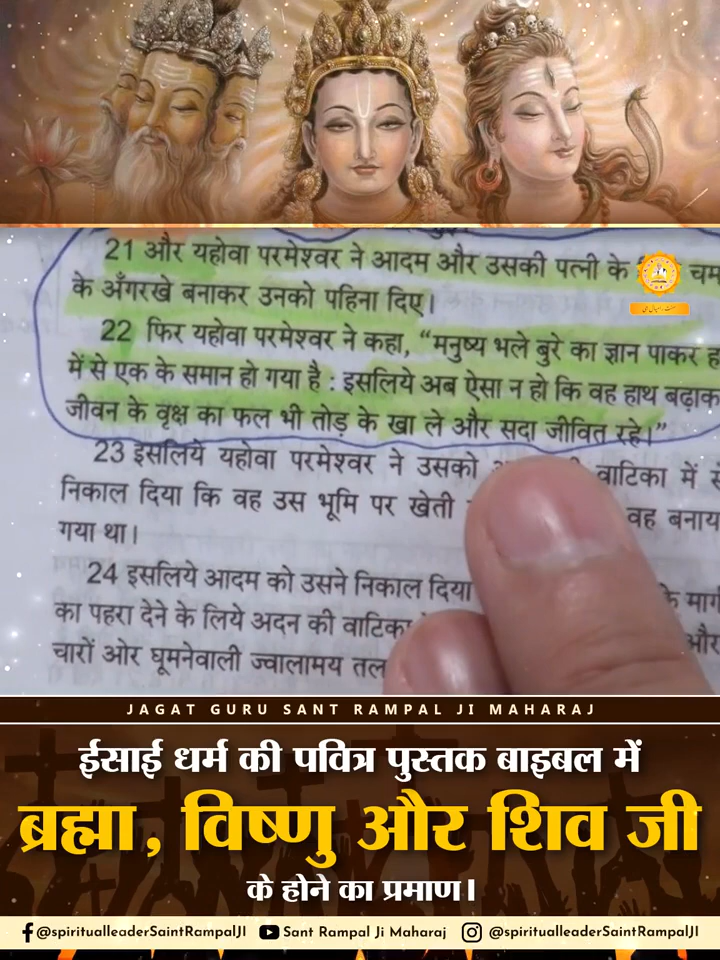 21 और यहोवा परमेश्वर ने आदम और उसकी पत्नी के चम
के अँगरखे बनाकर उनको पहिना दिए।
22 फिर यहोवा परमेश्वर ने कहा, “मनुष्य भले बुरे का ज्ञान पाकर ह
में से एक के समान हो गया है : इसलिये अब ऐसा न हो कि वह हाथ बढ़ाक
जीवन के वृक्ष का फल भी तोड़ के खा ले और सदा जीवित रहे।”
23 इसलिये यहोवा परमेश्वर ने उसको वाटिका में से
निकाल दिया कि वह उस भूमि पर खेती वह बनाय
गया था।
24 इसलिये आदम को उसने निकाल दिया के मार्ग
का पहरा देने के लिये अदन की वाटिका और
चारों ओर घूमनेवाली ज्वालामय तल
JAGAT GURU SANT RAMPAL JI MAHARAJ
ईसाई धर्म की पवित्र पुस्तक बाइबल में
ब्रह्मा, विष्णु और शिव जी
के होने का प्रमाण।
@spiritualleaderSaintRampalJI Sant Rampal Ji Maharaj @spiritualleaderSaintRampalJI